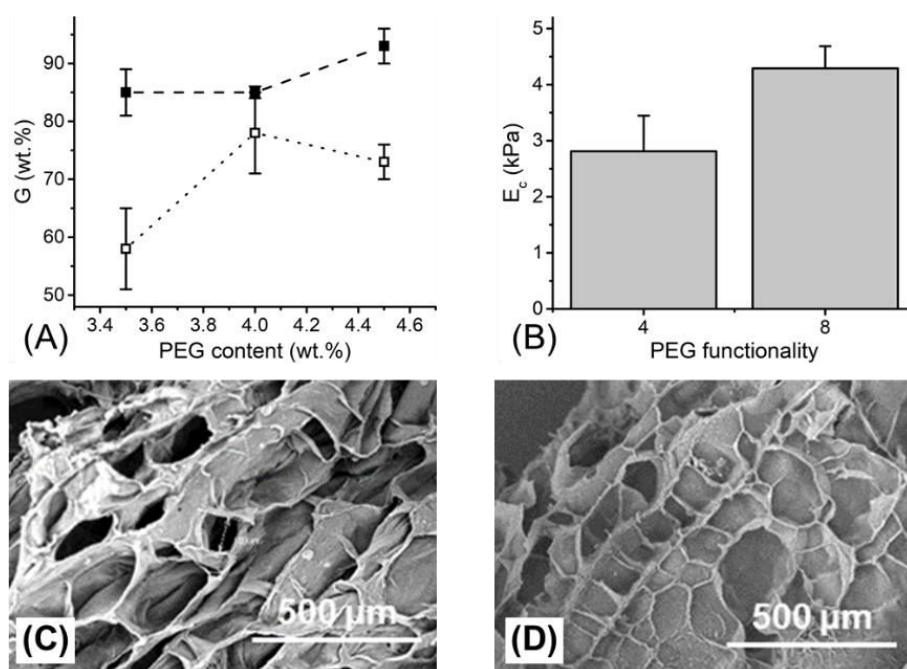 90
80
70
60
50
G (wt.%)
3.4 3.6 3.8 4.0 4.2 4.4 4.6
PEG content (wt.%)
(A)
5
4
3
2
1
0
E_c (kPa)
4 8
PEG functionality
(B)
500 µm
(C)
500 µm
(D)